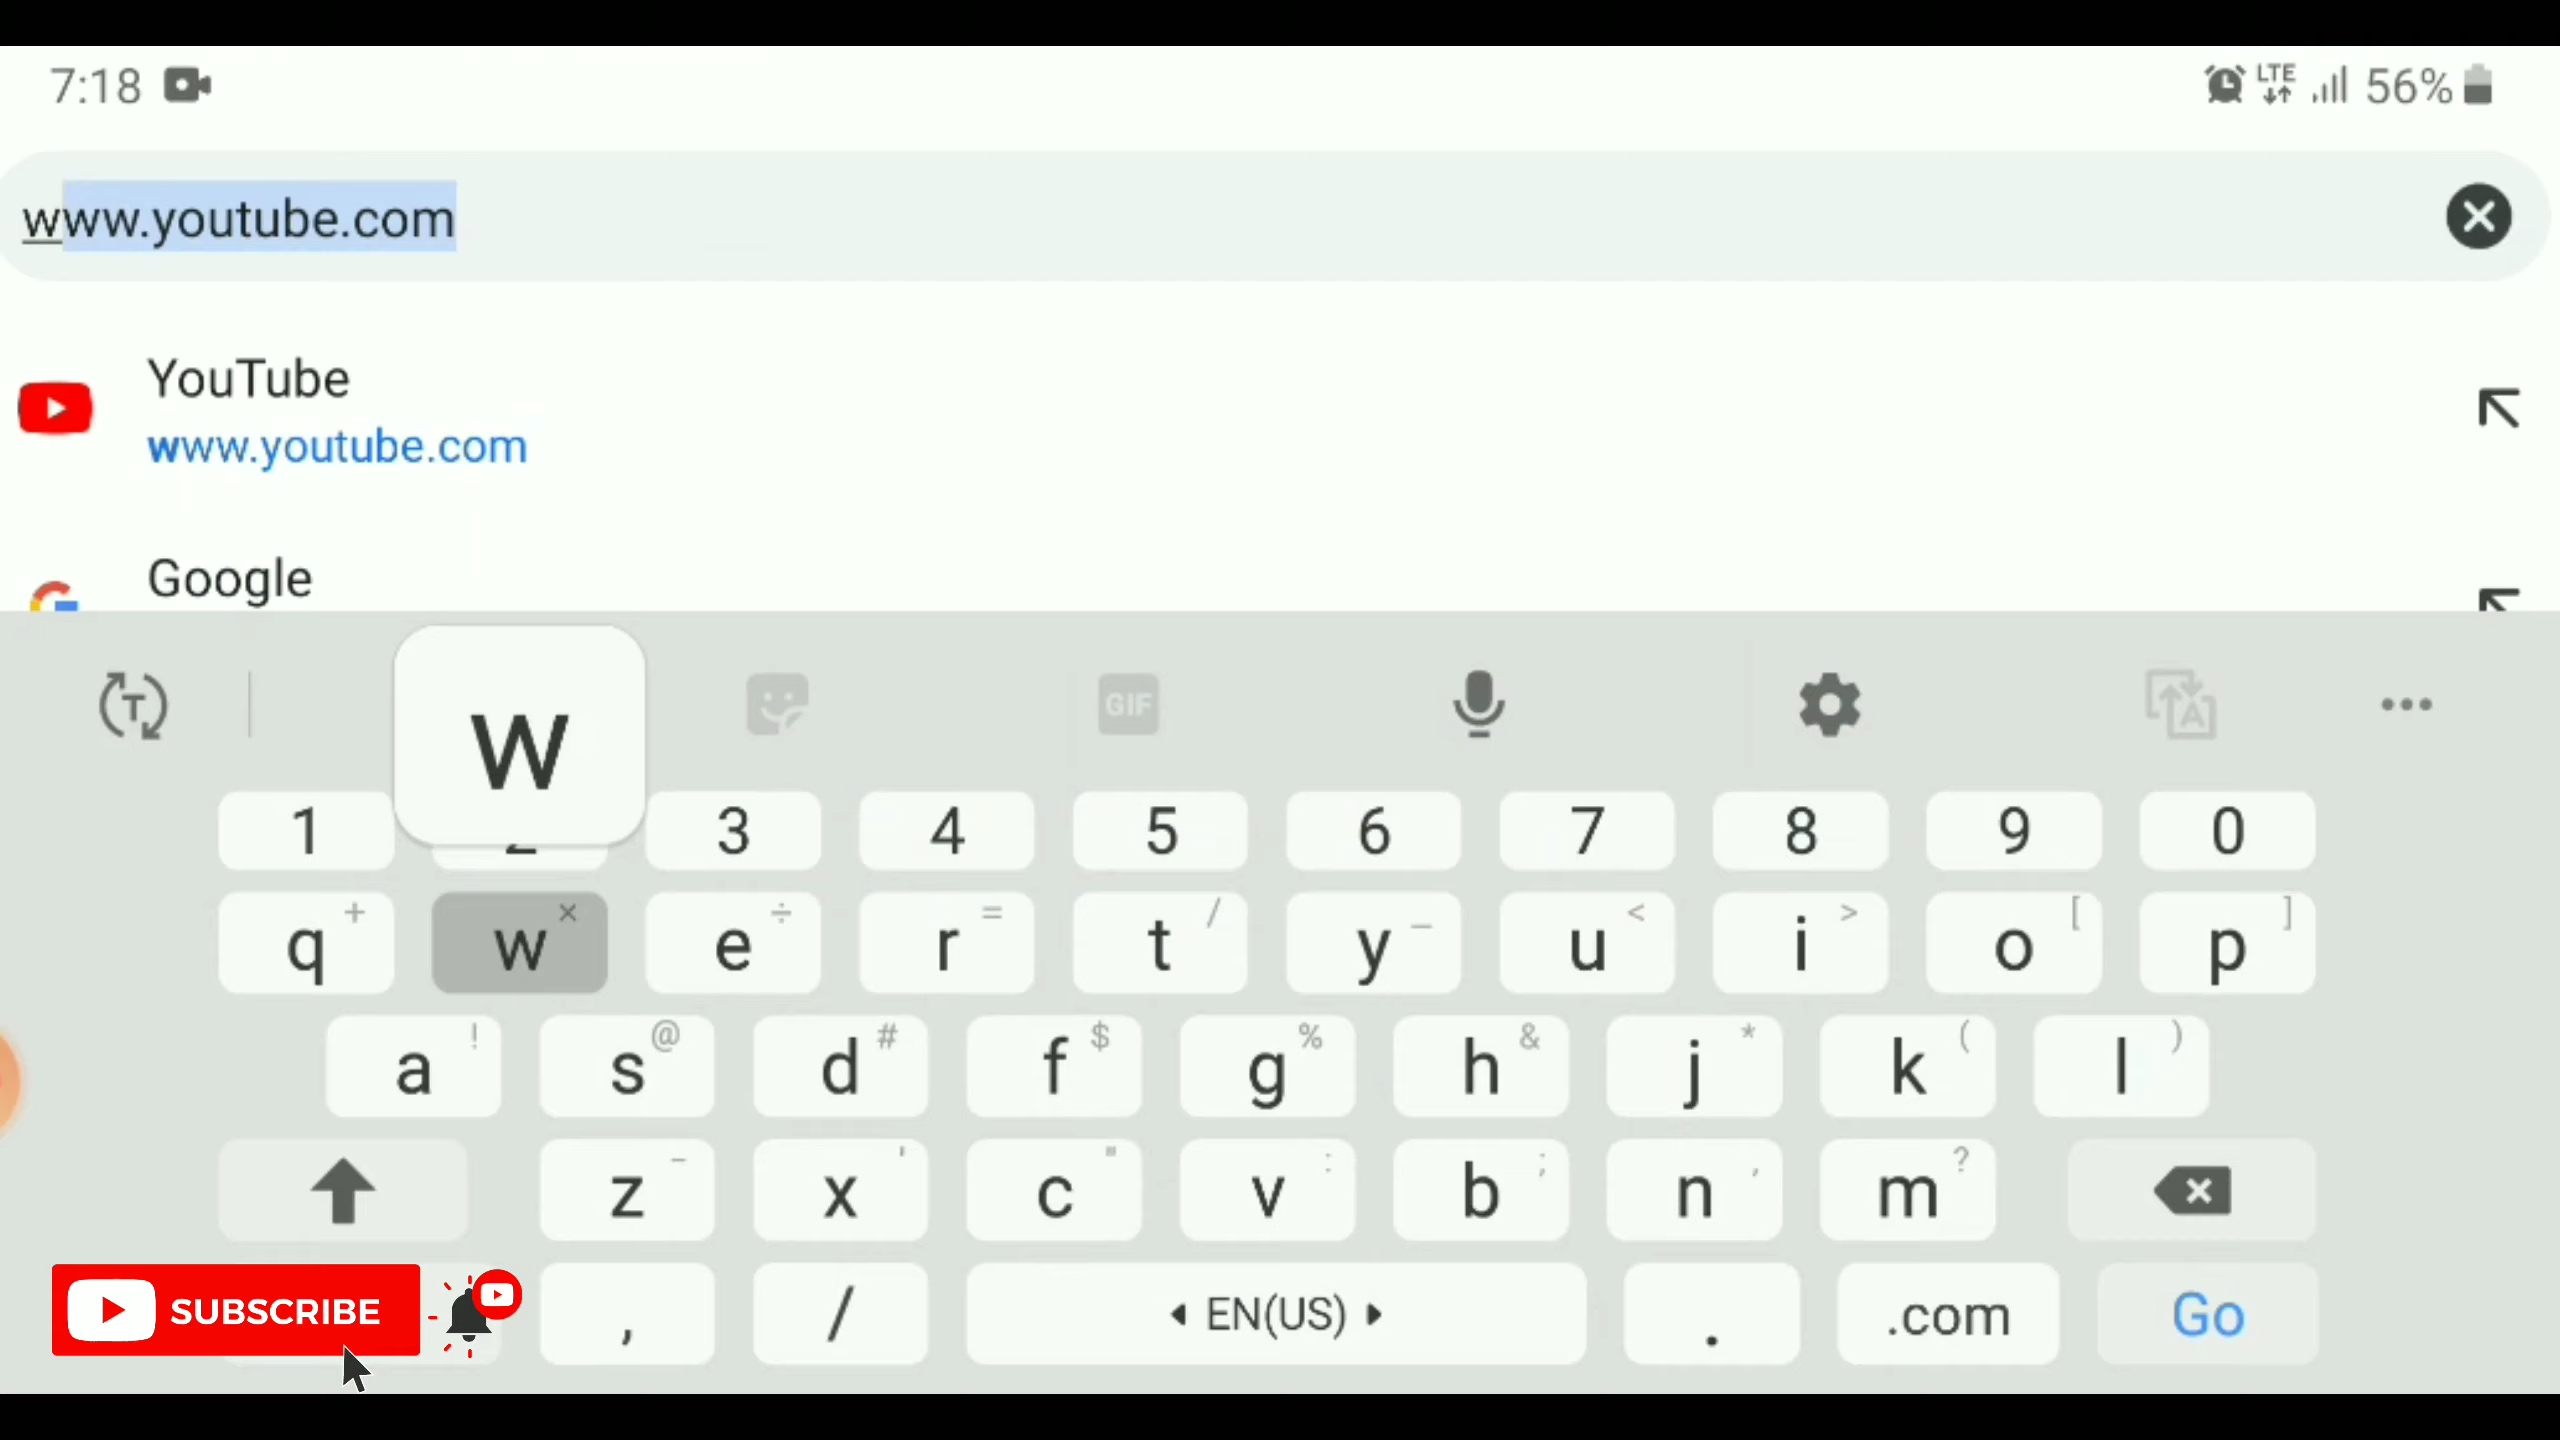 7:18 LTE 56%
www.youtube.com
YouTube
www.youtube.com
Google
T GIF A
w
1 3 4 5 6 7 8 9 0
q + w × e ÷ r = t / y _ u < i > o [ p ]
a ! s @ d # f $ g % h & j * k ( l )
z - x ' c " v : b ; n , m ?
SUBSCRIBE , / EN(US) . .com Go